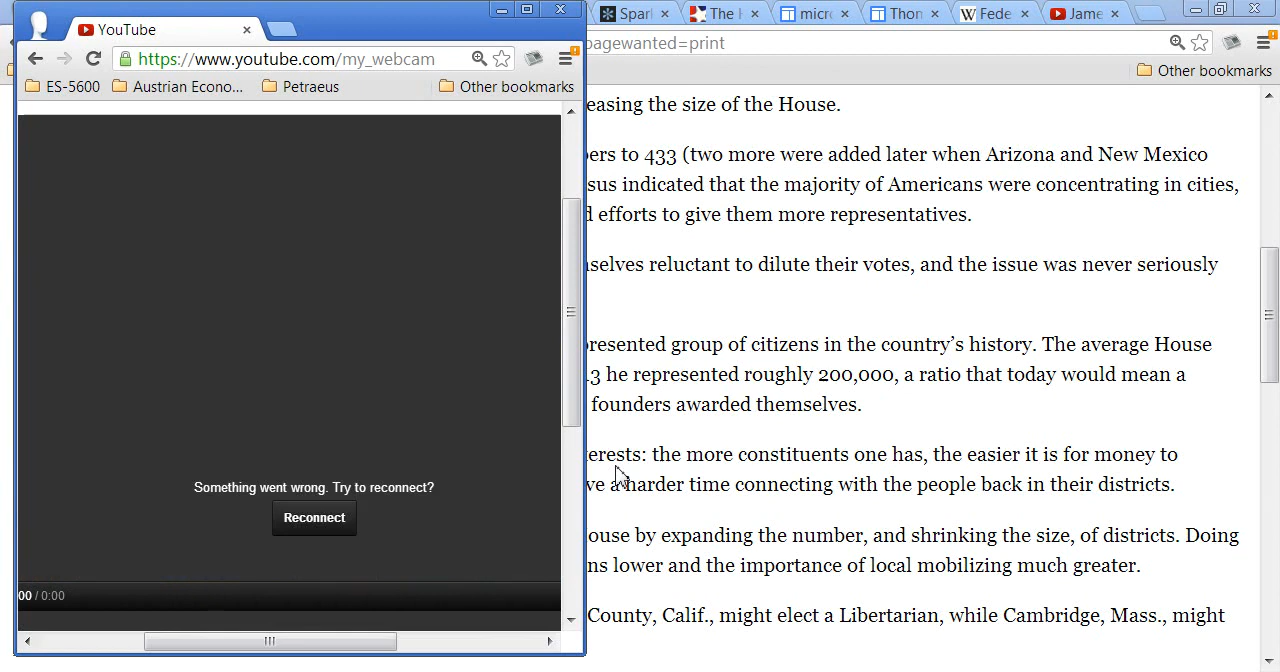 YouTube
https://www.youtube.com/my_webcam
ES-5600
Austrian Econo...
Petraeus
Other bookmarks
Something went wrong. Try to reconnect?
Reconnect
00 / 0:00
Spar
The
micro
Thon
W Fede
Jame
pagewanted=print
Other bookmarks
easing the size of the House.
bers to 433 (two more were added later when Arizona and New Mexico
sus indicated that the majority of Americans were concentrating in cities,
d efforts to give them more representatives.
nselves reluctant to dilute their votes, and the issue was never seriously
presented group of citizens in the country’s history. The average House
13 he represented roughly 200,000, a ratio that today would mean a
founders awarded themselves.
terests: the more constituents one has, the easier it is for money to
ve a harder time connecting with the people back in their districts.
ouse by expanding the number, and shrinking the size, of districts. Doing
ns lower and the importance of local mobilizing much greater.
County, Calif., might elect a Libertarian, while Cambridge, Mass., might